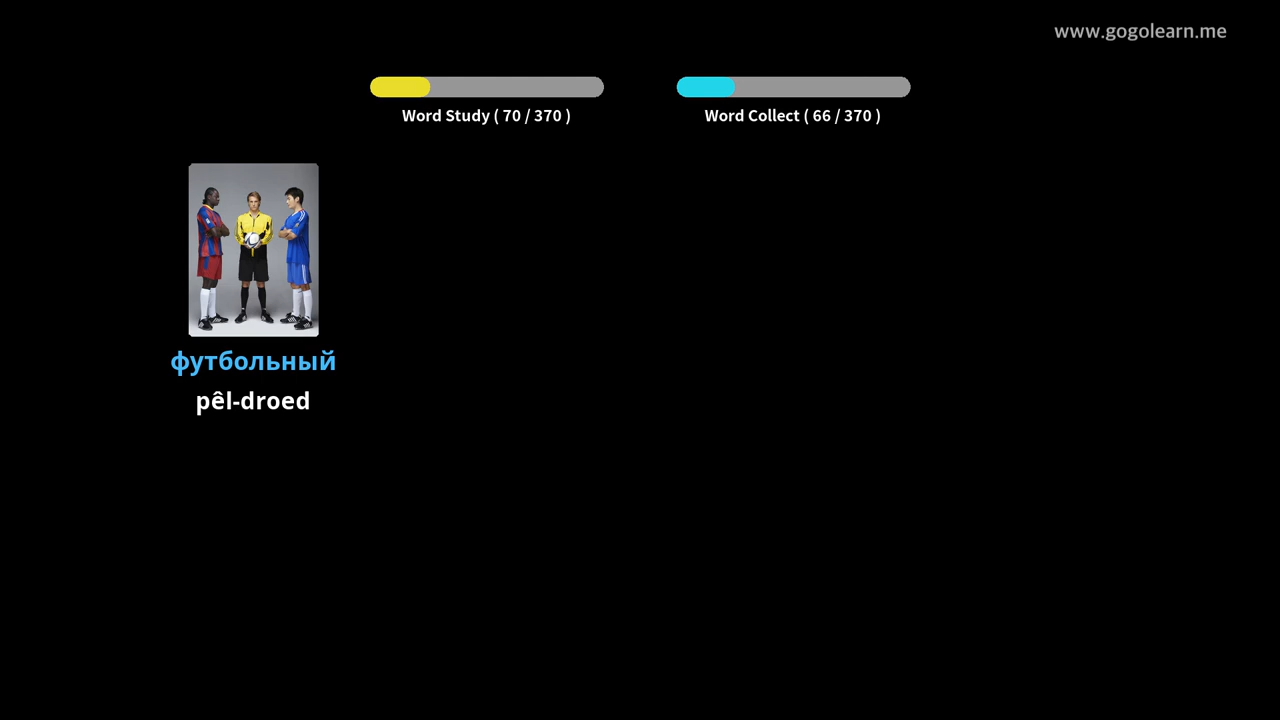 www.gogolearn.me
Word Study ( 70 / 370 )
Word Collect ( 66 / 370 )
футбольный
pêl-droed